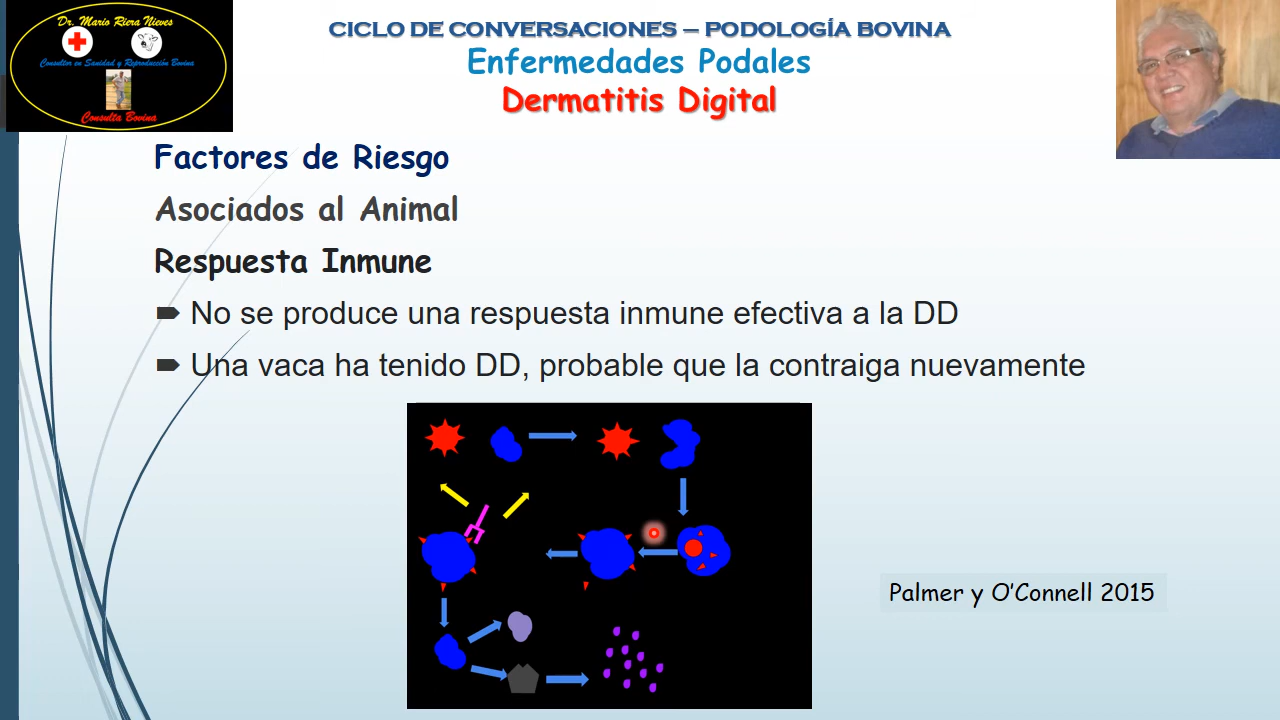 Dr. Mario Riera Nieves
Consultor en Sanidad y Reproducción Bovina
Consulta Bovina
CICLO DE CONVERSACIONES – PODOLOGÍA BOVINA
Enfermedades Podales
Dermatitis Digital
Factores de Riesgo
Asociados al Animal
Respuesta Inmune
No se produce una respuesta inmune efectiva a la DD
Una vaca ha tenido DD, probable que la contraiga nuevamente
Palmer y O’Connell 2015